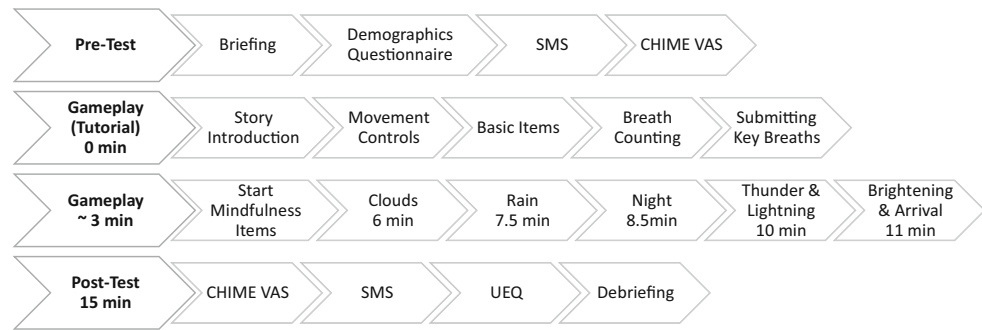 Pre-Test
Briefing
Demographics
Questionnaire
SMS
CHIME VAS
Gameplay
(Tutorial)
0 min
Story
Introduction
Movement
Controls
Basic Items
Breath
Counting
Submitting
Key Breaths
Gameplay
~ 3 min
Start
Mindfulness
Items
Clouds
6 min
Rain
7.5 min
Night
8.5min
Thunder &
Lightning
10 min
Brightening
& Arrival
11 min
Post-Test
15 min
CHIME VAS
SMS
UEQ
Debriefing